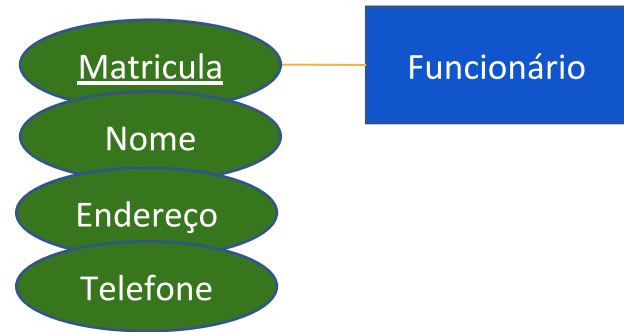 Matricula
Funcionário
Nome
Endereço
Telefone